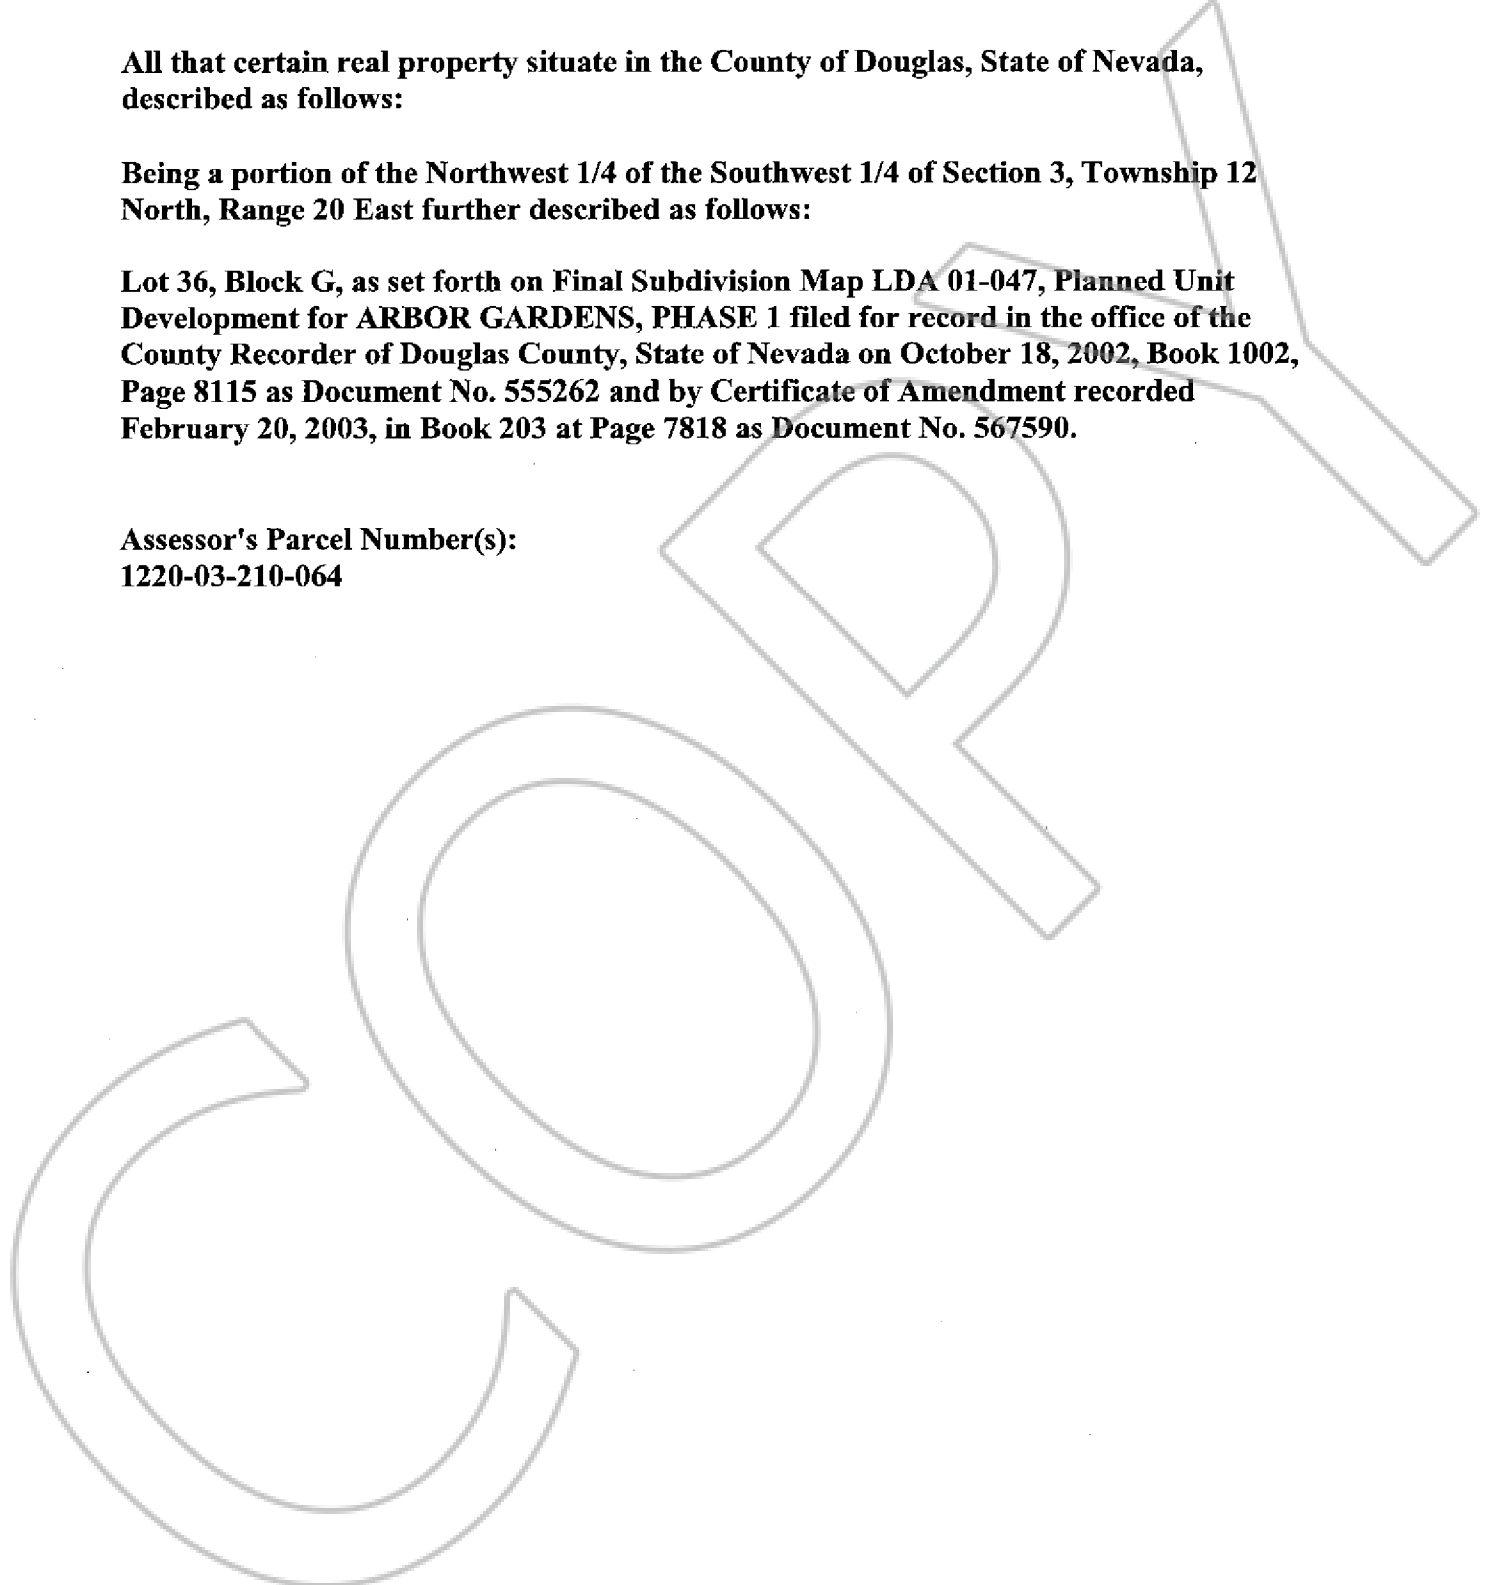 All that certain real property situate in the County of Douglas, State of Nevada,
described as follows:
Being a portion of the Northwest 1/4 of the Southwest 1/4 of Section 3, Township 12
North, Range 20 East further described as follows:
Lot 36, Block G, as set forth on Final Subdivision Map LDA 01-047, Planned Unit
Development for ARBOR GARDENS, PHASE 1 filed for record in the office of the
County Recorder of Douglas County, State of Nevada on October 18, 2002, Book 1002,
Page 8115 as Document No. 555262 and by Certificate of Amendment recorded
February 20, 2003, in Book 203 at Page 7818 as Document No. 567590.
Assessor's Parcel Number(s):
1220-03-210-064
COPY